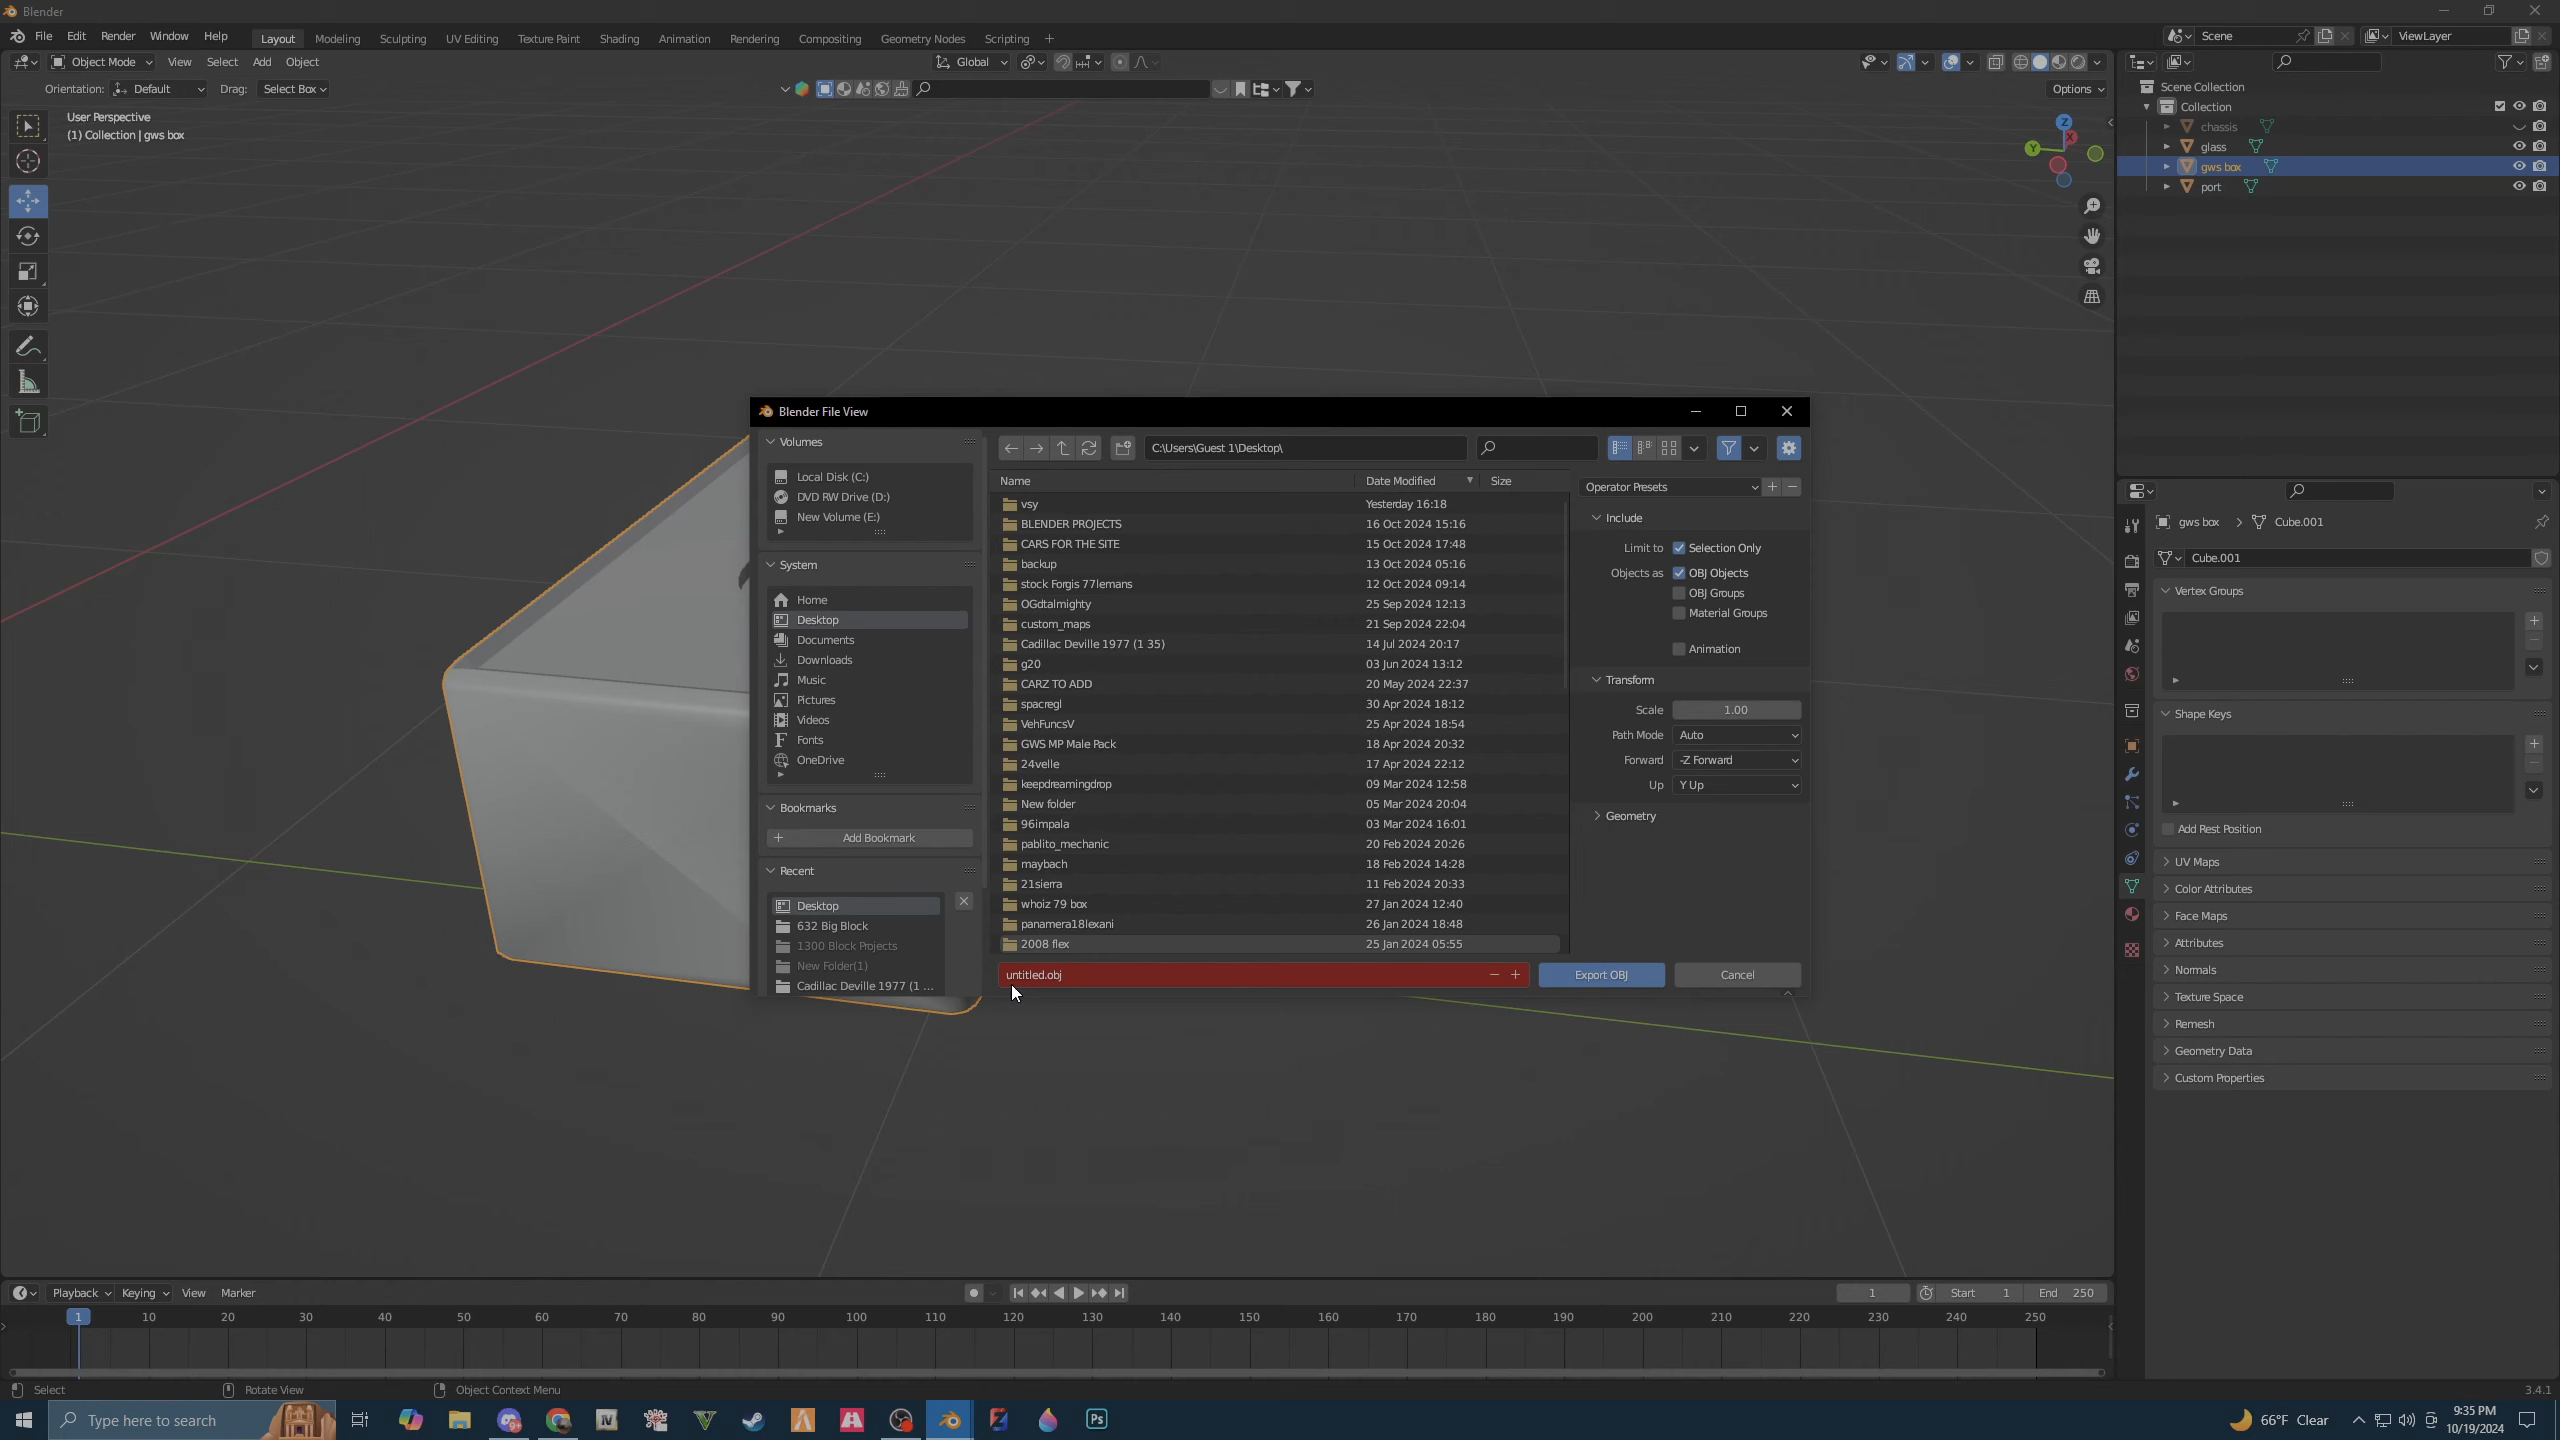 Blender
File Edit Render Window Help Layout Modeling Sculpting UV Editing Texture Paint Shading Animation Rendering Compositing Geometry Nodes Scripting
Scene ViewLayer
Object Mode View Select Add Object Global
Orientation: Default Drag: Select Box
Options
User Perspective
(1) Collection | gws box
Z
X
Y
Scene Collection
Collection
chassis
glass
gws box
port
Blender File View
Volumes
Local Disk (C:)
DVD RW Drive (D:)
New Volume (E:)
System
Home
Desktop
Documents
Downloads
Music
Pictures
Videos
Fonts
OneDrive
Bookmarks
Add Bookmark
Recent
Desktop
632 Big Block
1300 Block Projects
New Folder(1)
Cadillac Deville 1977 (1 ...
C:\Users\Guest 1\Desktop\
Name Date Modified Size
vsy Yesterday 16:18
BLENDER PROJECTS 16 Oct 2024 15:16
CARS FOR THE SITE 15 Oct 2024 17:48
backup 13 Oct 2024 05:16
stock Forgis 77lemans 12 Oct 2024 09:14
OGdtalmighty 25 Sep 2024 12:13
custom_maps 21 Sep 2024 22:04
Cadillac Deville 1977 (1 35) 14 Jul 2024 20:17
g20 03 Jun 2024 13:12
CARZ TO ADD 20 May 2024 22:37
spacregl 30 Apr 2024 18:12
VehFuncsV 25 Apr 2024 18:54
GWS MP Male Pack 18 Apr 2024 20:32
24velle 17 Apr 2024 22:12
keepdreamingdrop 09 Mar 2024 12:58
New folder 05 Mar 2024 20:04
96impala 03 Mar 2024 16:01
pablito_mechanic 20 Feb 2024 20:26
maybach 18 Feb 2024 14:28
21sierra 11 Feb 2024 20:33
whoiz 79 box 27 Jan 2024 12:40
panamera18lexani 26 Jan 2024 18:48
2008 flex 25 Jan 2024 05:55
untitled.obj
Export OBJ Cancel
Operator Presets
Include
Limit to Selection Only
Objects as OBJ Objects
OBJ Groups
Material Groups
Animation
Transform
Scale 1.00
Path Mode Auto
Forward -Z Forward
Up Y Up
Geometry
gws box Cube.001
Cube.001
Vertex Groups
Shape Keys
Add Rest Position
UV Maps
Color Attributes
Face Maps
Attributes
Normals
Texture Space
Remesh
Geometry Data
Custom Properties
Playback Keying View Marker
1 Start 1 End 250
1 10 20 30 40 50 60 70 80 90 100 110 120 130 140 150 160 170 180 190 200 210 220 230 240 250
Select Rotate View Object Context Menu 3.4.1
Type here to search
Ps
66°F Clear
9:35 PM
10/19/2024